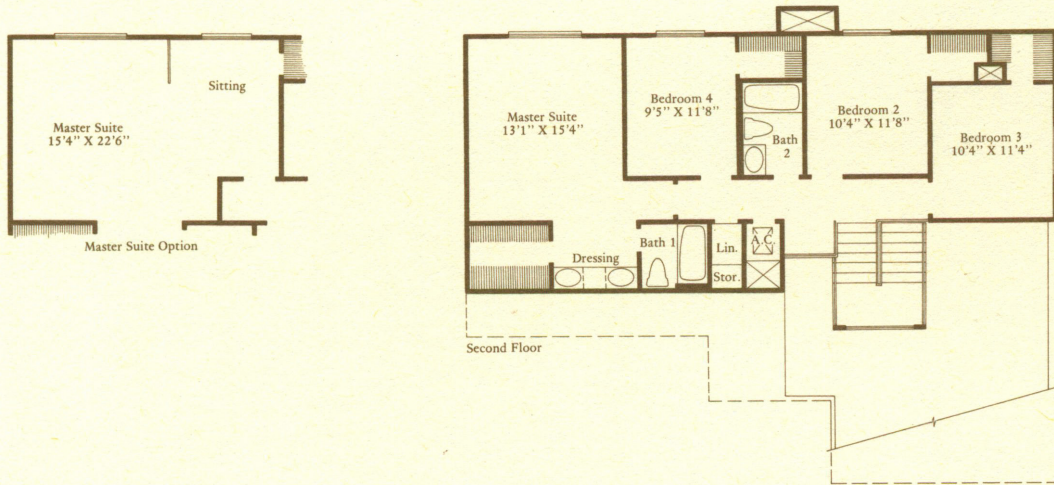 Sitting
Master Suite
15'4" X 22'6"
Master Suite Option
Master Suite
13'1" X 15'4"
Bedroom 4
9'5" X 11'8"
Bath
2
Bedroom 2
10'4" X 11'8"
Bedroom 3
10'4" X 11'4"
Dressing
Bath 1
Lin.
Stor.
A.C.
Second Floor